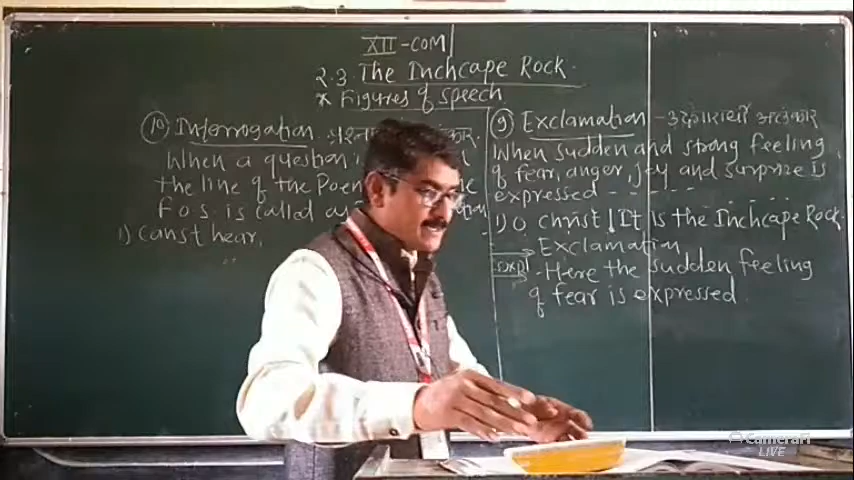 XII - COM
2.3. The Inchcape Rock.
* Figures of speech
⑩ Interrogation.
When a question
the line of the Poem
F.O.S. is called
1) Canst hear,
⑨ Exclamation - उद्गारार्थी अलंकार
When sudden and strong feeling
of fear, anger, joy and surprize is
expressed - - - - - -
1) O Christ! It is the Inchcape Rock.
→ Exclamation
exp - Here the sudden feeling
of fear is expressed
CameraFi
LIVE